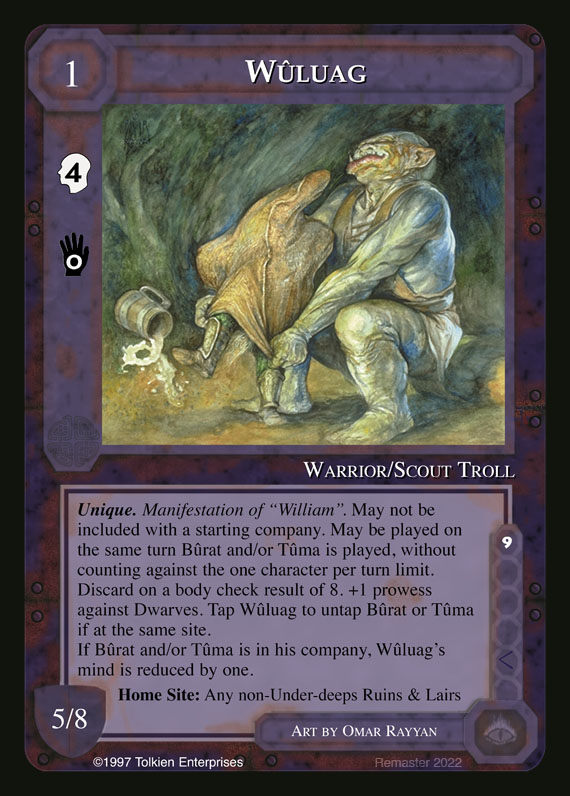 1
WÛLUAG
4
0
WARRIOR/SCOUT TROLL
Unique. Manifestation of “William”. May not be
included with a starting company. May be played on
the same turn Bûrat and/or Tûma is played, without
counting against the one character per turn limit.
Discard on a body check result of 8. +1 prowess
against Dwarves. Tap Wûluag to untap Bûrat or Tûma
if at the same site.
If Bûrat and/or Tûma is in his company, Wûluag’s
mind is reduced by one.
Home Site: Any non-Under-deeps Ruins & Lairs
9
5/8
ART BY OMAR RAYYAN
©1997 Tolkien Enterprises
Remaster 2022